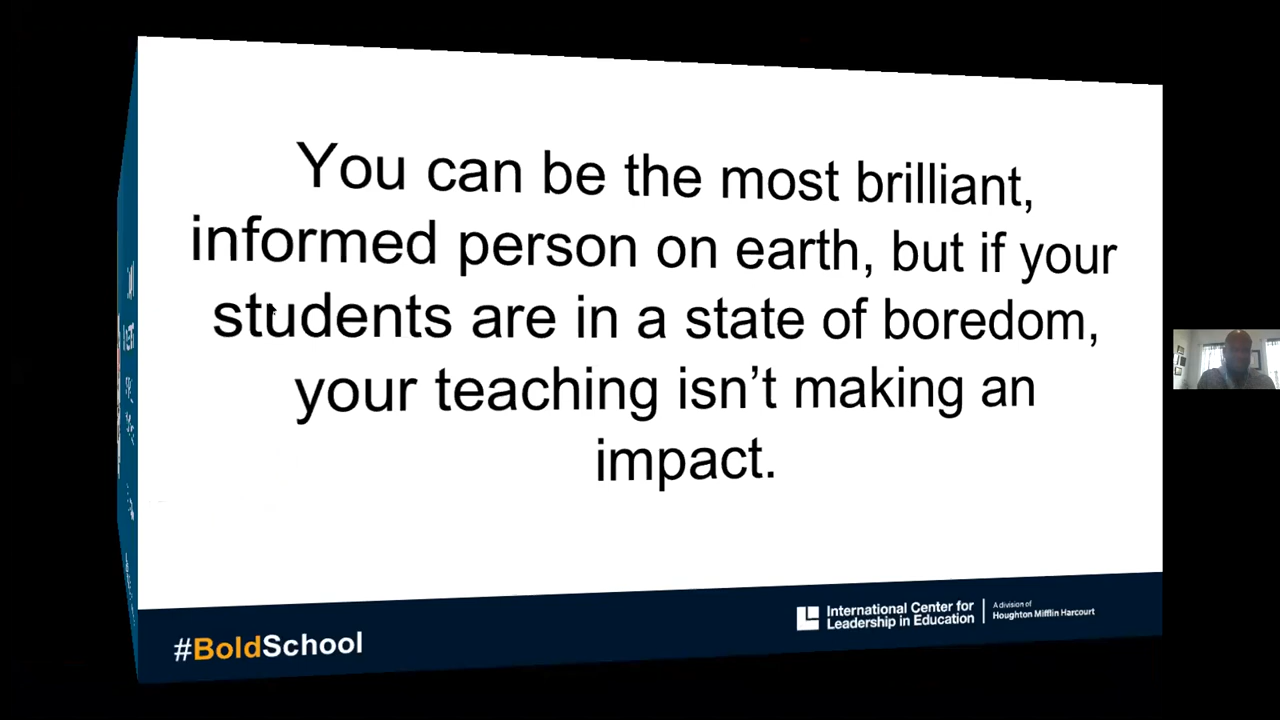 You can be the most brilliant,
informed person on earth, but if your
students are in a state of boredom,
your teaching isn’t making an
impact.
#BoldSchool
International Center for
Leadership in Education
A division of
Houghton Mifflin Harcourt